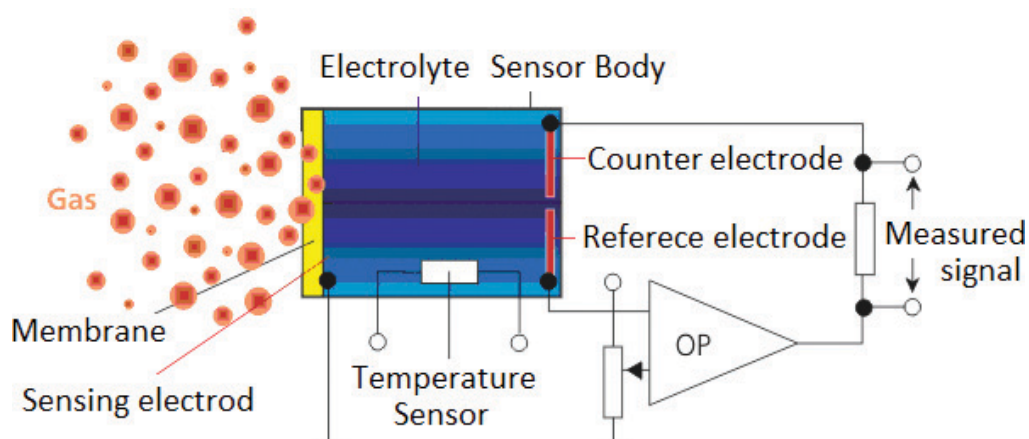 Electrolyte Sensor Body
Gas
Counter electrode
Referece electrode
Measured
signal
Membrane
Sensing electrod
Temperature
Sensor
OP